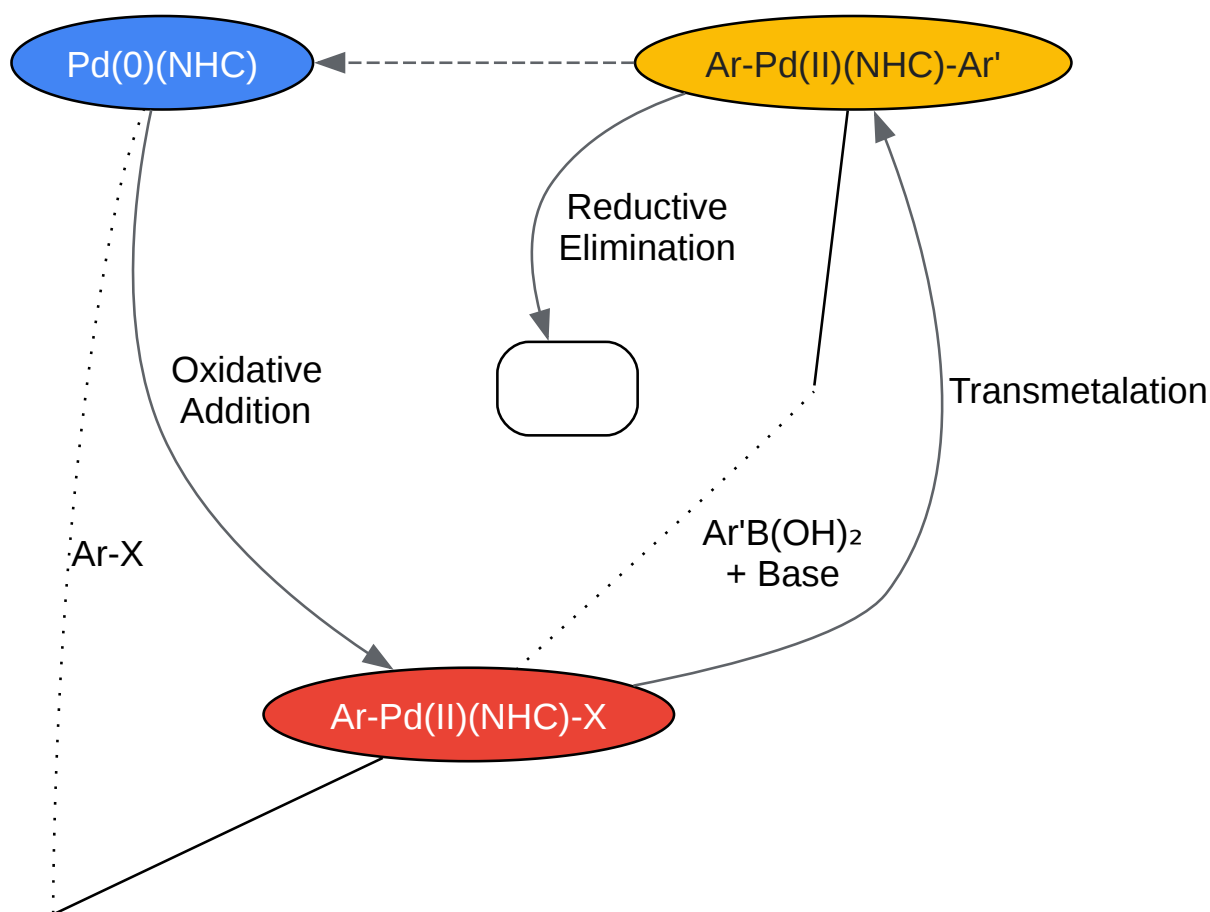 Pd(0)(NHC)
Ar-Pd(II)(NHC)-Ar'
Reductive
Elimination
Oxidative
Addition
Transmetalation
Ar'B(OH)₂
+ Base
Ar-X
Ar-Pd(II)(NHC)-X